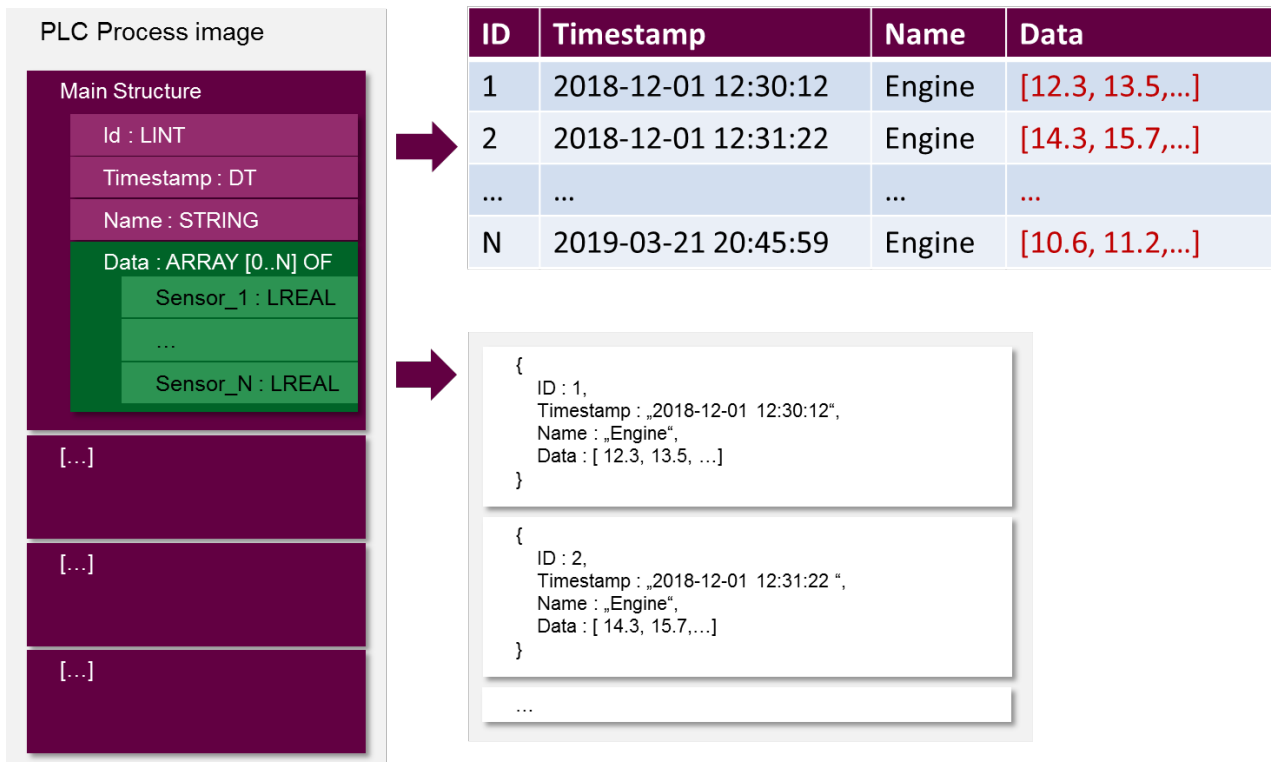 PLC Process image
Main Structure
Id : LINT
Timestamp : DT
Name : STRING
Data : ARRAY [0..N] OF
Sensor_1 : LREAL
…
Sensor_N : LREAL
[…]
[…]
[…]
ID Timestamp Name Data
1 2018-12-01 12:30:12 Engine [12.3, 13.5,...]
2 2018-12-01 12:31:22 Engine [14.3, 15.7,...]
... ... ... ...
N 2019-03-21 20:45:59 Engine [10.6, 11.2,...]
{
ID : 1,
Timestamp : „2018-12-01 12:30:12“,
Name : „Engine“,
Data : [ 12.3, 13.5, …]
}
{
ID : 2,
Timestamp : „2018-12-01 12:31:22 “,
Name : „Engine“,
Data : [ 14.3, 15.7,…]
}
…